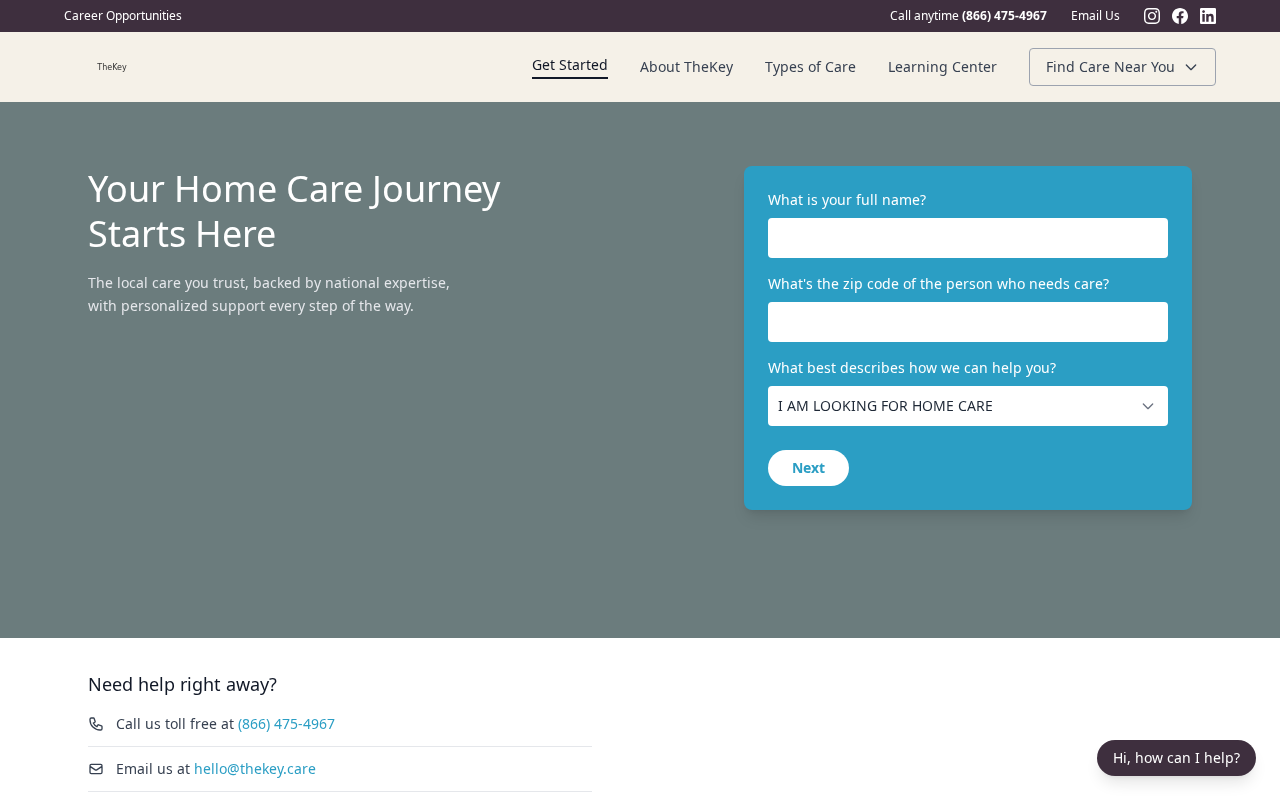 Career Opportunities
Call anytime (866) 475-4967
Email Us
TheKey
Get Started
About TheKey
Types of Care
Learning Center
Find Care Near You
Your Home Care Journey
Starts Here
The local care you trust, backed by national expertise,
with personalized support every step of the way.
What is your full name?
What's the zip code of the person who needs care?
What best describes how we can help you?
I AM LOOKING FOR HOME CARE
Next
Need help right away?
Call us toll free at (866) 475-4967
Email us at hello@thekey.care
Hi, how can I help?